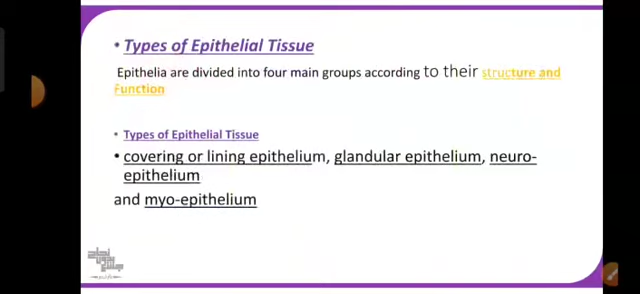 • Types of Epithelial Tissue
Epithelia are divided into four main groups according to their structure and
Function
• Types of Epithelial Tissue
• covering or lining epithelium, glandular epithelium, neuro-
epithelium
and myo-epithelium